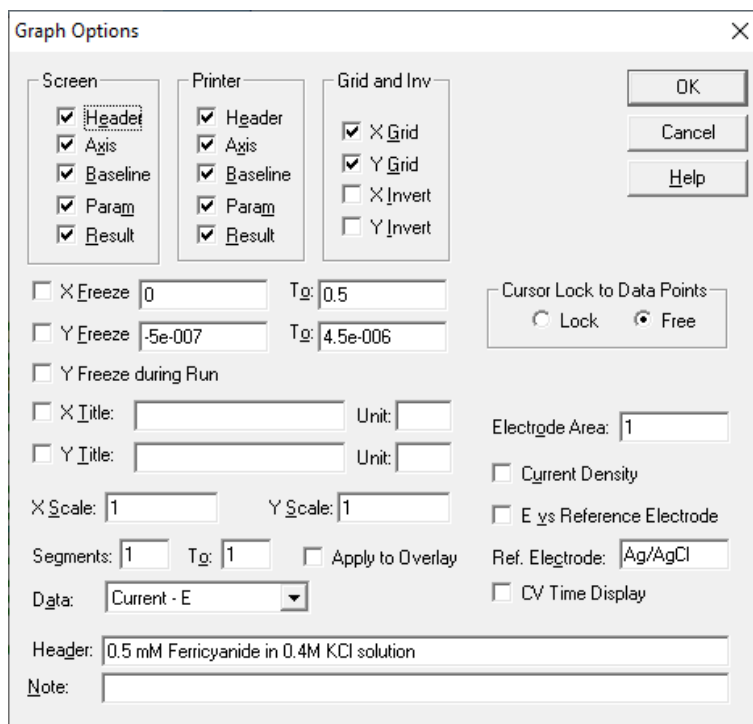 Graph Options
Screen Printer Grid and Inv OK
Header Header X Grid Cancel
Axis Axis Y Grid Help
Baseline Baseline X Invert
Param Param Y Invert
Result Result
X Freeze 0 To: 0.5 Cursor Lock to Data Points
Y Freeze -5e-007 To: 4.5e-006 Lock Free
Y Freeze during Run
X Title: Unit: Electrode Area: 1
Y Title: Unit: Current Density
X Scale: 1 Y Scale: 1 E vs Reference Electrode
Segments: 1 To: 1 Apply to Overlay Ref. Electrode: Ag/AgCl
Data: Current - E CV Time Display
Header: 0.5 mM Ferricyanide in 0.4M KCl solution
Note: